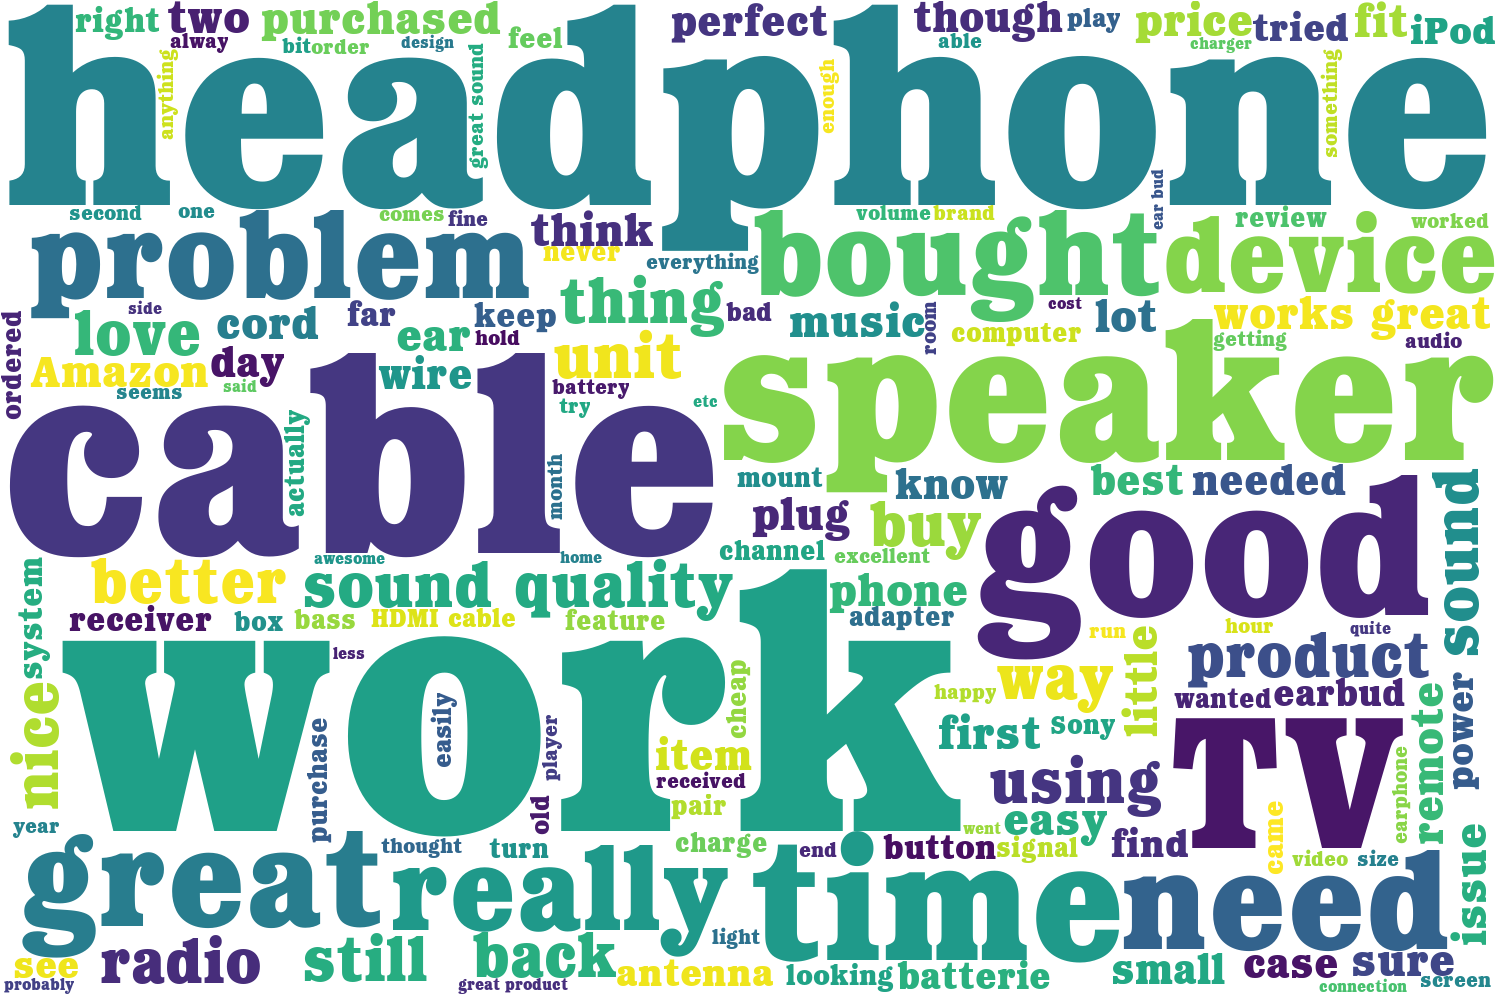 headphone
right
two
purchased
alway
bit
order
design
feel
anything
great sound
perfect
though
play
able
price
charger
tried
fit
iPod
enough
something
ear bud
second
one
comes
fine
think
never
everything
volume
brand
review
worked
problem
bought
device
side
love
cord
far
ear
keep
hold
thing
bad
music
room
cost
computer
lot
works great
getting
audio
ordered
Amazon
day
said
seems
wire
unit
battery
try
etc
speaker
cable
actually
month
awesome
home
mount
know
best
needed
plug
buy
channel
excellent
good
sound
system
better
sound quality
phone
adapter
receiver
box
bass
HDMI cable
feature
less
work
run
hour
quite
little
product
way
happy
wanted
earbud
cheap
easily
first
Sony
nice
purchase
player
item
received
pair
old
using
TV
earphone
remote
power
year
thought
turn
charge
end
button
went
easy
signal
find
came
video
size
issue
great
really
time
need
light
see
probably
radio
still
back
great product
antenna
looking
batterie
small
case
sure
connection
screen